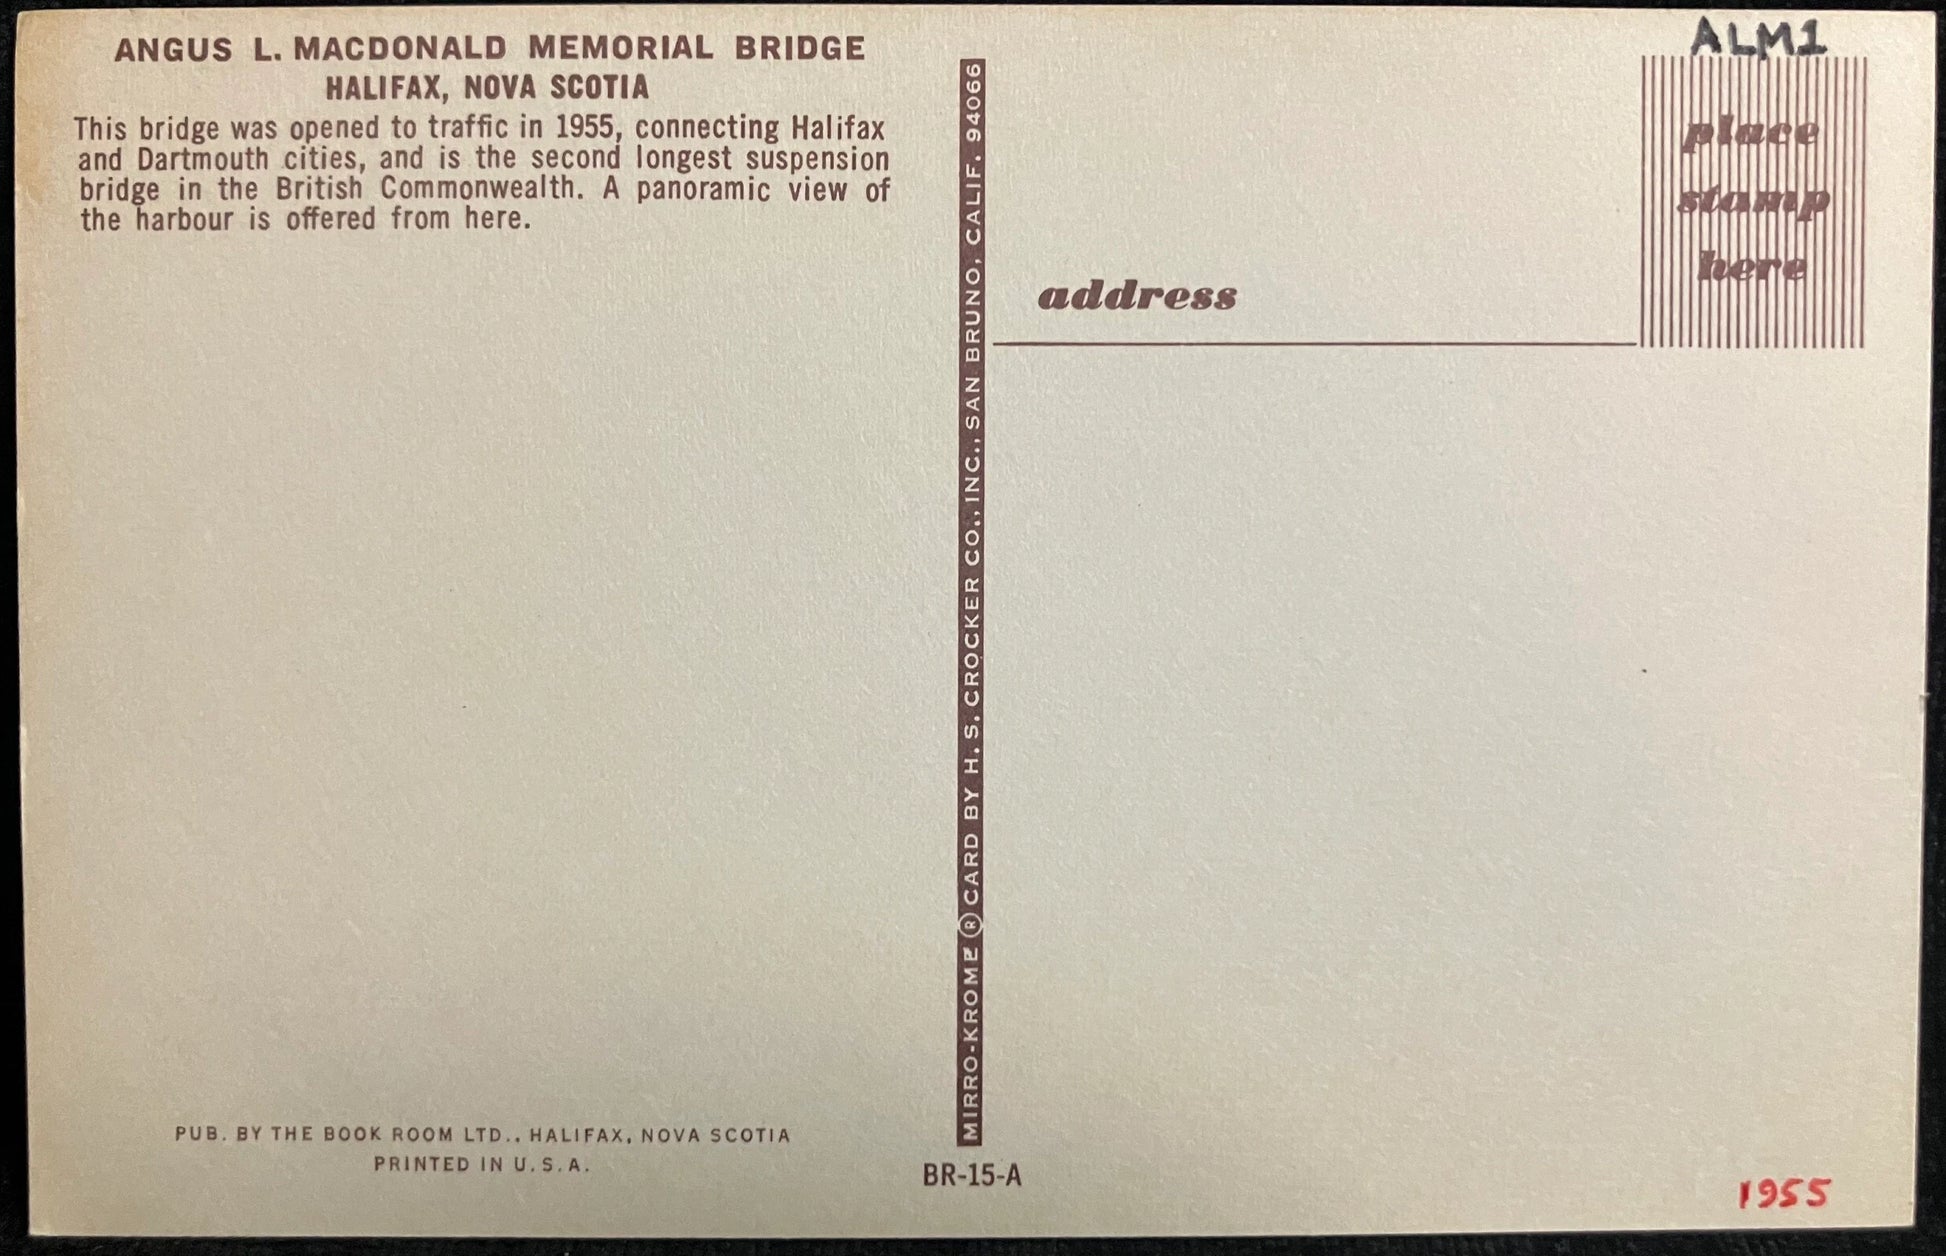 ANGUS L. MACDONALD MEMORIAL BRIDGE
HALIFAX, NOVA SCOTIA
This bridge was opened to traffic in 1955, connecting Halifax
and Dartmouth cities, and is the second longest suspension
bridge in the British Commonwealth. A panoramic view of
the harbour is offered from here.
PUB. BY THE BOOK ROOM LTD., HALIFAX, NOVA SCOTIA
PRINTED IN U.S.A.
MIRRO-KROME ® CARD BY H. S. CROCKER CO., INC., SAN BRUNO, CALIF. 94066
BR-15-A
ALM1
place
stamp
here
address
1955